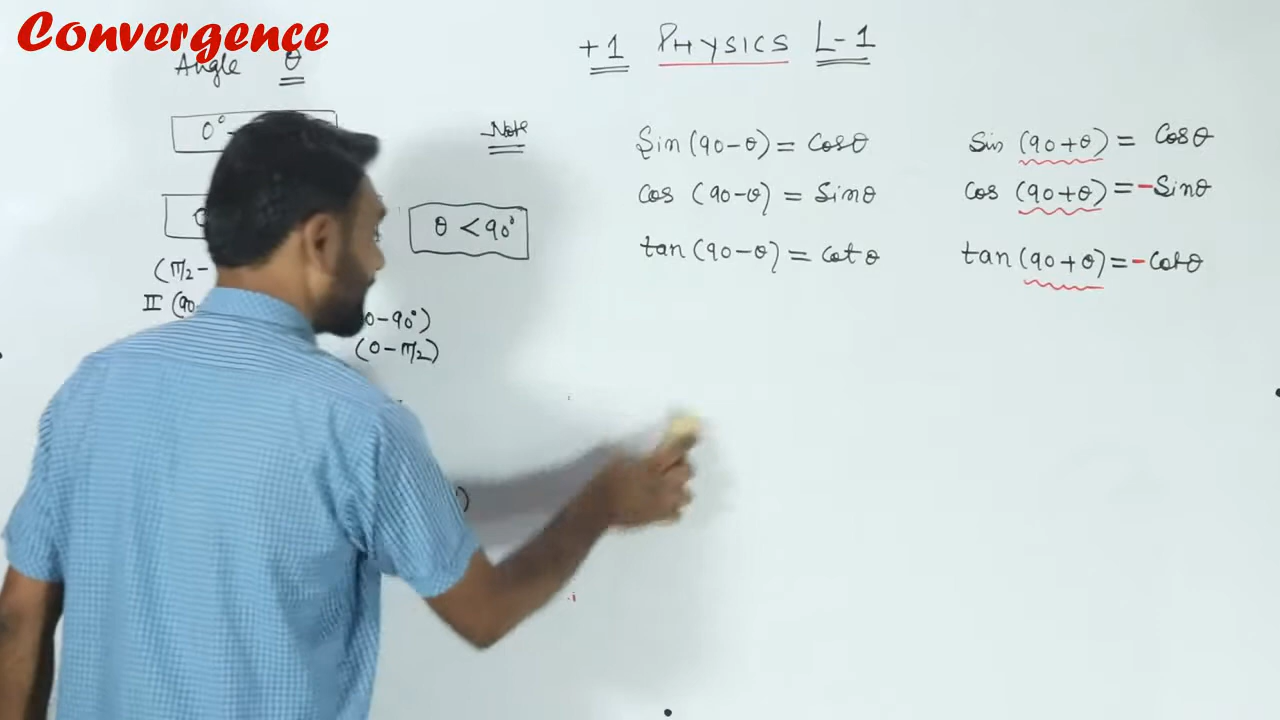 Convergence
+1 PHYSICS L-1
Angle θ
0°-
Note
θ < 90°
(π/2-
II (90-
0-90°)
(0-π/2)
Sin (90-θ) = Cosθ
cos (90-θ) = Sinθ
tan (90-θ) = cot θ
Sin (90+θ) = Cosθ
cos (90+θ) = -Sinθ
tan (90+θ) = -cotθ